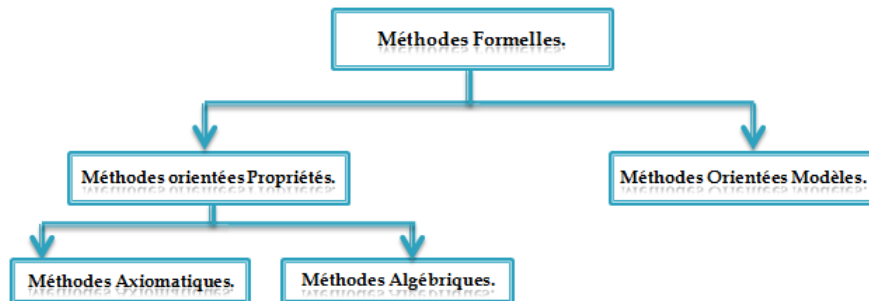 Méthodes Formelles.
Méthodes orientées Propriétés.
Méthodes Orientées Modèles.
Méthodes Axiomatiques.
Méthodes Algébriques.